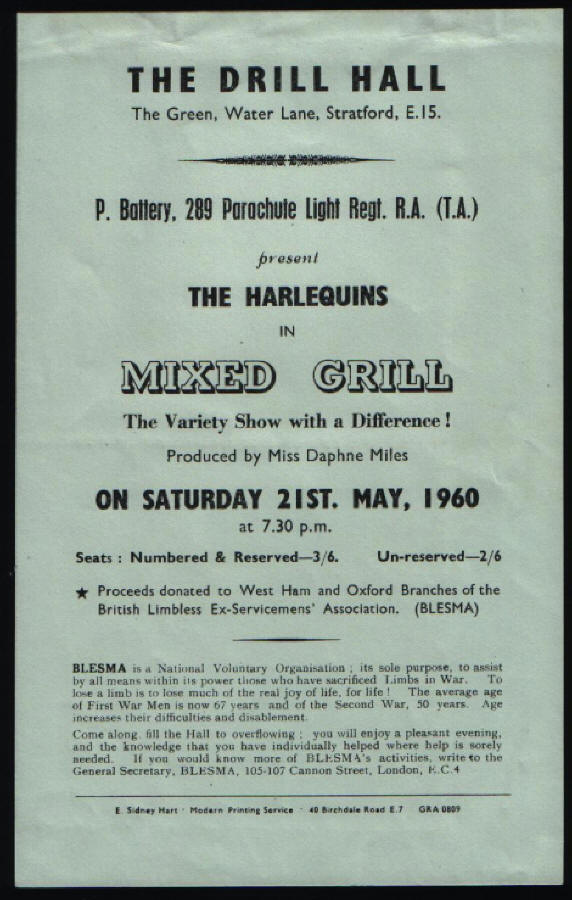 THE DRILL HALL
The Green, Water Lane, Stratford, E.15.
P. Battery, 289 Parachute Light Regt. R.A. (T.A.)
present
THE HARLEQUINS
IN
MIXED GRILL
The Variety Show with a Difference !
Produced by Miss Daphne Miles
ON SATURDAY 21ST. MAY, 1960
at 7.30 p.m.
Seats : Numbered & Reserved—3/6. Un-reserved—2/6
★ Proceeds donated to West Ham and Oxford Branches of the
British Limbless Ex-Servicemens' Association. (BLESMA)
BLESMA is a National Voluntary Organisation ; its sole purpose, to assist
by all means within its power those who have sacrificed Limbs in War. To
lose a limb is to lose much of the real joy of life, for life ! The average age
of First War Men is now 67 years and of the Second War, 50 years. Age
increases their difficulties and disablement.
Come along, fill the Hall to overflowing ; you will enjoy a pleasant evening,
and the knowledge that you have individually helped where help is sorely
needed. If you would know more of BLESMA's activities, write to the
General Secretary, BLESMA, 105-107 Cannon Street, London, E.C.4
E. Sidney Hart · Modern Printing Service · 40 Birchdale Road E.7 GRA 0809